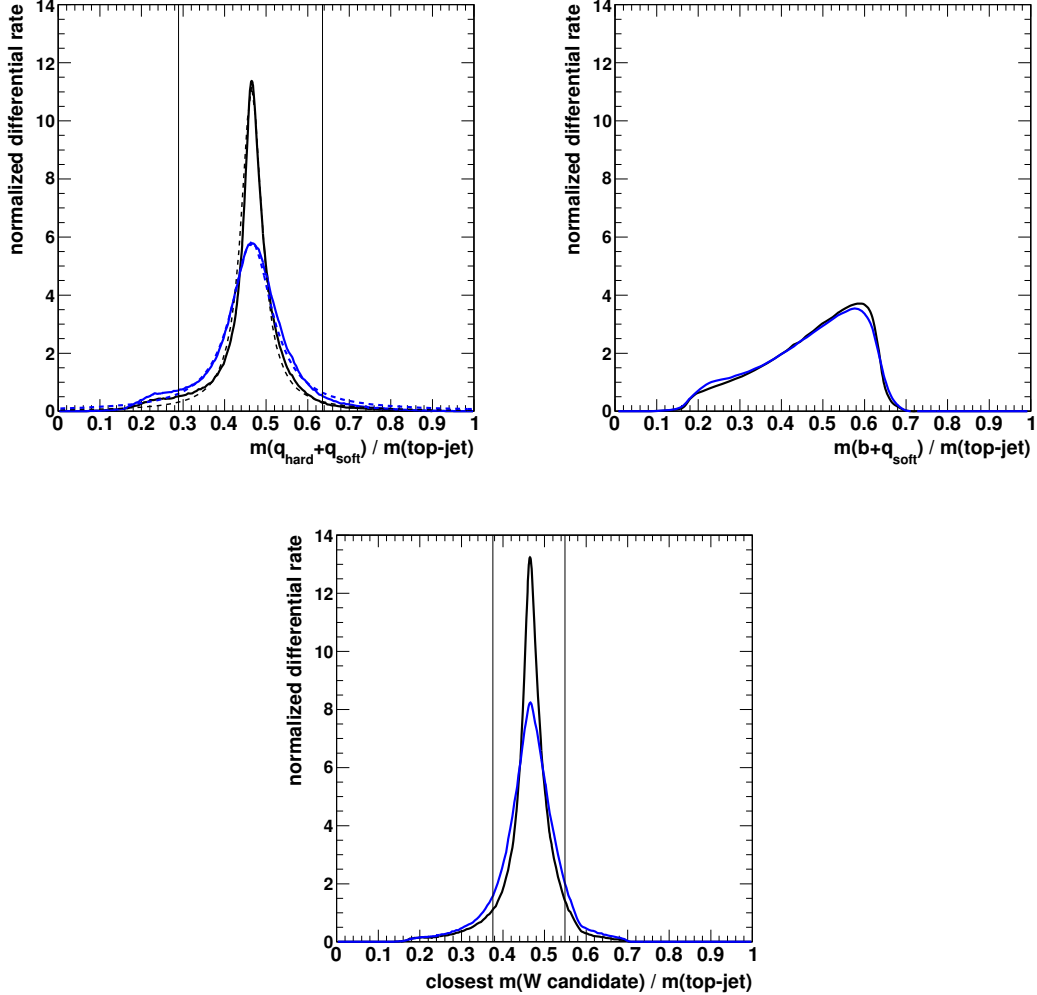 normalized differential rate
14
12
10
8
6
4
2
0
0 0.1 0.2 0.3 0.4 0.5 0.6 0.7 0.8 0.9 1
m(q_hard+q_soft) / m(top-jet)
normalized differential rate
14
12
10
8
6
4
2
0
0 0.1 0.2 0.3 0.4 0.5 0.6 0.7 0.8 0.9 1
m(b+q_soft) / m(top-jet)
normalized differential rate
14
12
10
8
6
4
2
0
0 0.1 0.2 0.3 0.4 0.5 0.6 0.7 0.8 0.9 1
closest m(W candidate) / m(top-jet)